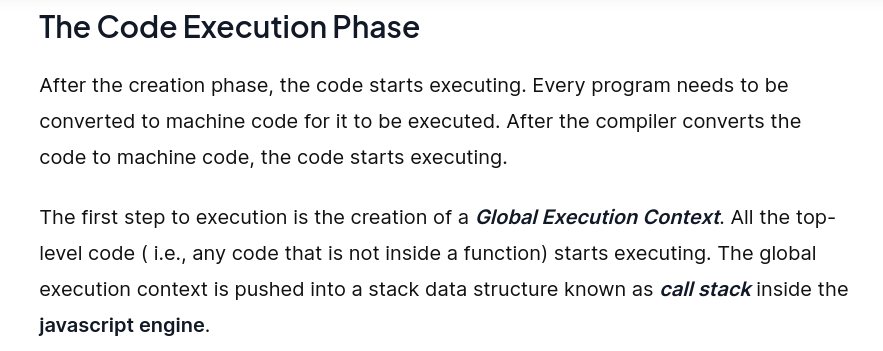 The Code Execution Phase
After the creation phase, the code starts executing. Every program needs to be
converted to machine code for it to be executed. After the compiler converts the
code to machine code, the code starts executing.
The first step to execution is the creation of a Global Execution Context. All the top-
level code ( i.e., any code that is not inside a function) starts executing. The global
execution context is pushed into a stack data structure known as call stack inside the
javascript engine.